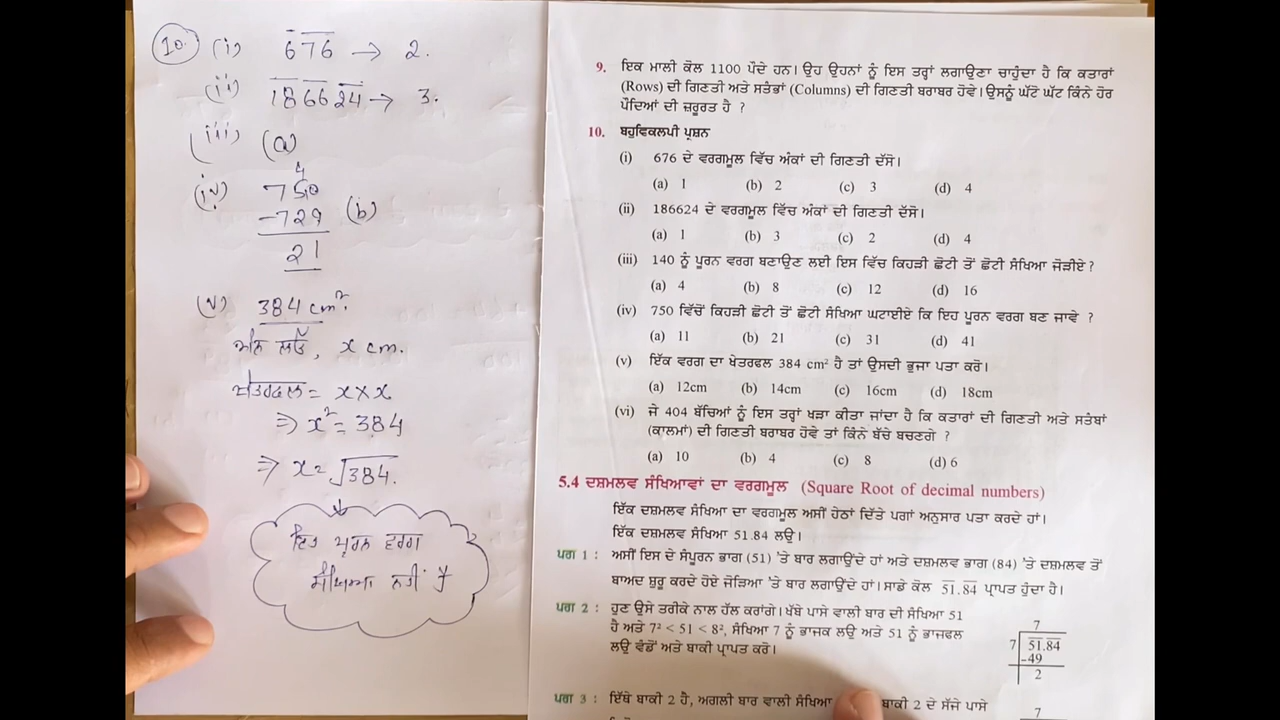 10. (i) 676 → 2.
(ii) 186624 → 3.
(iii) (a)
(iv) 750
4
-729 (b)
21
(v) 384 cm².
ਮੰਨ ਲਓ, x cm.
ਖੇਤਰਫਲ = x × x
⇒ x² = 384
⇒ x = √384.
ਇਹ ਪੂਰਨ ਵਰਗ
ਸੰਖਿਆ ਨਹੀਂ ਹੈ
9. ਇਕ ਮਾਲੀ ਕੋਲ 1100 ਪੌਦੇ ਹਨ। ਉਹ ਉਹਨਾਂ ਨੂੰ ਇਸ ਤਰ੍ਹਾਂ ਲਗਾਉਣਾ ਚਾਹੁੰਦਾ ਹੈ ਕਿ ਕਤਾਰਾਂ
(Rows) ਦੀ ਗਿਣਤੀ ਅਤੇ ਸਤੰਭਾਂ (Columns) ਦੀ ਗਿਣਤੀ ਬਰਾਬਰ ਹੋਵੇ। ਉਸਨੂੰ ਘੱਟੋ ਘੱਟ ਕਿੰਨੇ ਹੋਰ
ਪੌਦਿਆਂ ਦੀ ਜ਼ਰੂਰਤ ਹੈ ?
10. ਬਹੁਵਿਕਲਪੀ ਪ੍ਰਸ਼ਨ
(i) 676 ਦੇ ਵਰਗਮੂਲ ਵਿੱਚ ਅੰਕਾਂ ਦੀ ਗਿਣਤੀ ਦੱਸੋ।
(a) 1 (b) 2 (c) 3 (d) 4
(ii) 186624 ਦੇ ਵਰਗਮੂਲ ਵਿੱਚ ਅੰਕਾਂ ਦੀ ਗਿਣਤੀ ਦੱਸੋ।
(a) 1 (b) 3 (c) 2 (d) 4
(iii) 140 ਨੂੰ ਪੂਰਨ ਵਰਗ ਬਣਾਉਣ ਲਈ ਇਸ ਵਿੱਚ ਕਿਹੜੀ ਛੋਟੀ ਤੋਂ ਛੋਟੀ ਸੰਖਿਆ ਜੋੜੀਏ ?
(a) 4 (b) 8 (c) 12 (d) 16
(iv) 750 ਵਿੱਚੋਂ ਕਿਹੜੀ ਛੋਟੀ ਤੋਂ ਛੋਟੀ ਸੰਖਿਆ ਘਟਾਈਏ ਕਿ ਇਹ ਪੂਰਨ ਵਰਗ ਬਣ ਜਾਵੇ ?
(a) 11 (b) 21 (c) 31 (d) 41
(v) ਇੱਕ ਵਰਗ ਦਾ ਖੇਤਰਫਲ 384 cm² ਹੈ ਤਾਂ ਉਸਦੀ ਭੁਜਾ ਪਤਾ ਕਰੋ।
(a) 12cm (b) 14cm (c) 16cm (d) 18cm
(vi) ਜੇ 404 ਬੱਚਿਆਂ ਨੂੰ ਇਸ ਤਰ੍ਹਾਂ ਖੜਾ ਕੀਤਾ ਜਾਂਦਾ ਹੈ ਕਿ ਕਤਾਰਾਂ ਦੀ ਗਿਣਤੀ ਅਤੇ ਸਤੰਬਾਂ
(ਕਾਲਮਾਂ) ਦੀ ਗਿਣਤੀ ਬਰਾਬਰ ਹੋਵੇ ਤਾਂ ਕਿੰਨੇ ਬੱਚੇ ਬਚਣਗੇ ?
(a) 10 (b) 4 (c) 8 (d) 6
5.4 ਦਸ਼ਮਲਵ ਸੰਖਿਆਵਾਂ ਦਾ ਵਰਗਮੂਲ (Square Root of decimal numbers)
ਇੱਕ ਦਸ਼ਮਲਵ ਸੰਖਿਆ ਦਾ ਵਰਗਮੂਲ ਅਸੀਂ ਹੇਠਾਂ ਦਿੱਤੇ ਪਗਾਂ ਅਨੁਸਾਰ ਪਤਾ ਕਰਦੇ ਹਾਂ।
ਇੱਕ ਦਸ਼ਮਲਵ ਸੰਖਿਆ 51.84 ਲਉ।
ਪਗ 1 : ਅਸੀਂ ਇਸ ਦੇ ਸੰਪੂਰਨ ਭਾਗ (51) 'ਤੇ ਬਾਰ ਲਗਾਉਂਦੇ ਹਾਂ ਅਤੇ ਦਸ਼ਮਲਵ ਭਾਗ (84) 'ਤੇ ਦਸ਼ਮਲਵ ਤੋਂ
ਬਾਅਦ ਸ਼ੁਰੂ ਕਰਦੇ ਹੋਏ ਜੋੜਿਆ 'ਤੇ ਬਾਰ ਲਗਾਉਂਦੇ ਹਾਂ। ਸਾਡੇ ਕੋਲ 51.84 ਪ੍ਰਾਪਤ ਹੁੰਦਾ ਹੈ।
ਪਗ 2 : ਹੁਣ ਉਸੇ ਤਰੀਕੇ ਨਾਲ ਹੱਲ ਕਰਾਂਗੇ। ਖੱਬੇ ਪਾਸੇ ਵਾਲੀ ਬਾਰ ਦੀ ਸੰਖਿਆ 51
ਹੈ ਅਤੇ 7² < 51 < 8², ਸੰਖਿਆ 7 ਨੂੰ ਭਾਜਕ ਲਉ ਅਤੇ 51 ਨੂੰ ਭਾਜਫਲ
ਲਉ ਵੰਡੋਂ ਅਤੇ ਬਾਕੀ ਪ੍ਰਾਪਤ ਕਰੋ।
7
7 51.84
-49
2
ਪਗ 3 : ਇੱਥੇ ਬਾਕੀ 2 ਹੈ, ਅਗਲੀ ਬਾਰ ਵਾਲੀ ਸੰਖਿਆ ਬਾਕੀ 2 ਦੇ ਸੱਜੇ ਪਾਸੇ
7